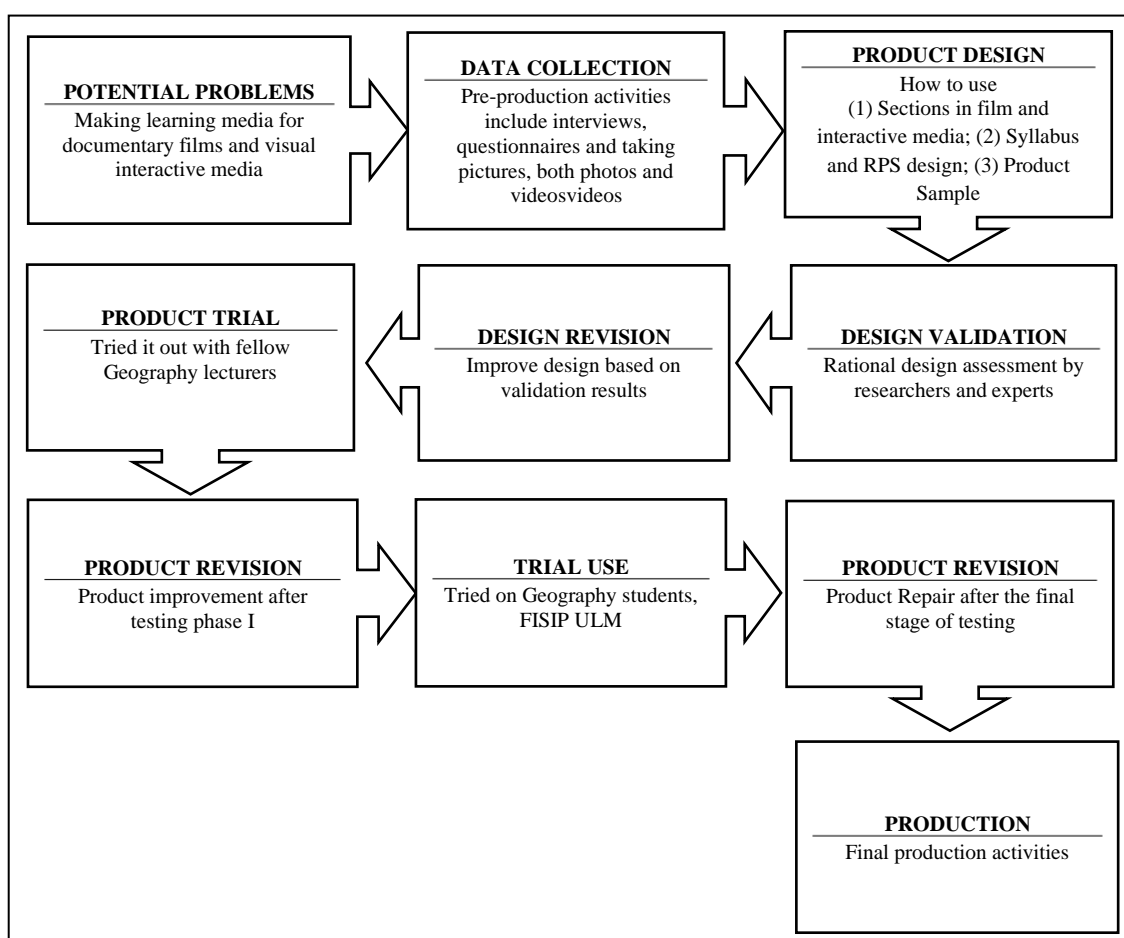 POTENTIAL PROBLEMS
Making learning media for
documentary films and visual
interactive media
DATA COLLECTION
Pre-production activities
include interviews,
questionnaires and taking
pictures, both photos and
videosvideos
PRODUCT DESIGN
How to use
(1) Sections in film and
interactive media; (2) Syllabus
and RPS design; (3) Product
Sample
PRODUCT TRIAL
Tried it out with fellow
Geography lecturers
DESIGN REVISION
Improve design based on
validation results
DESIGN VALIDATION
Rational design assessment by
researchers and experts
PRODUCT REVISION
Product improvement after
testing phase I
TRIAL USE
Tried on Geography students,
FISIP ULM
PRODUCT REVISION
Product Repair after the final
stage of testing
PRODUCTION
Final production activities